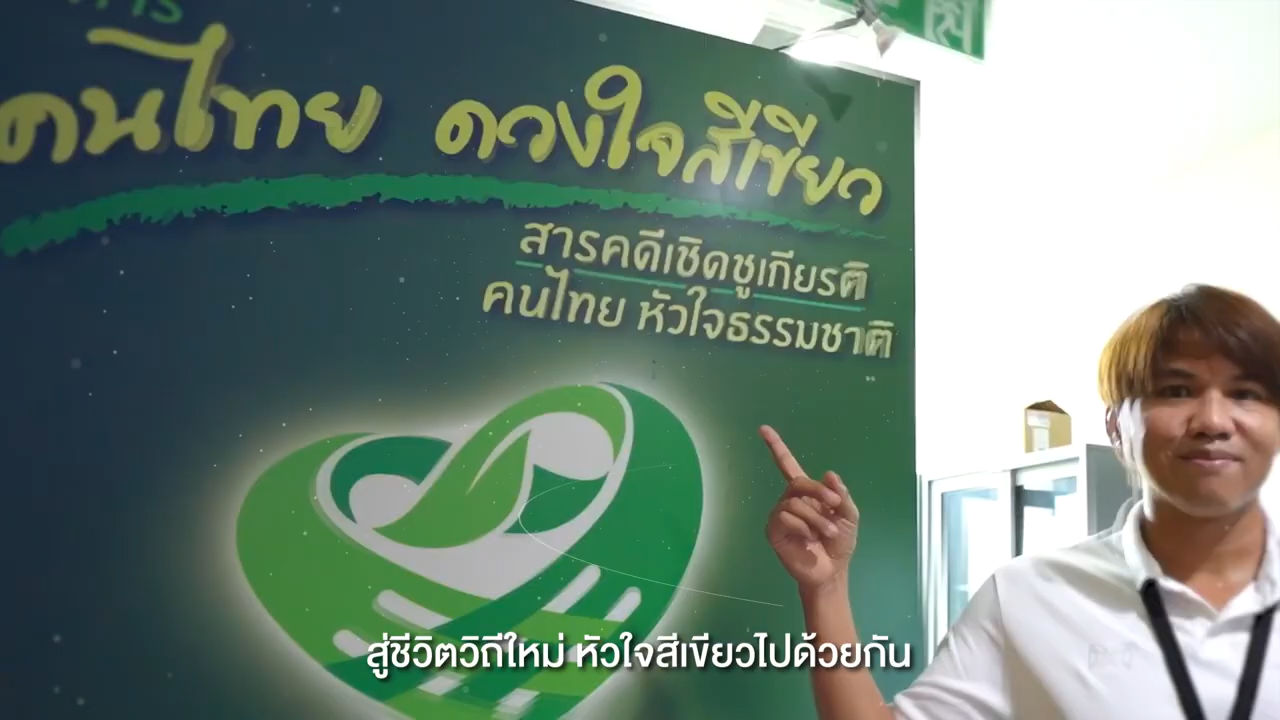 คนไทย ดวงใจสีเขียว
สารคดีเชิดชูเกียรติ
คนไทย หัวใจธรรมชาติ
สู่ชีวิตวิถีใหม่ หัวใจสีเขียวไปด้วยกัน